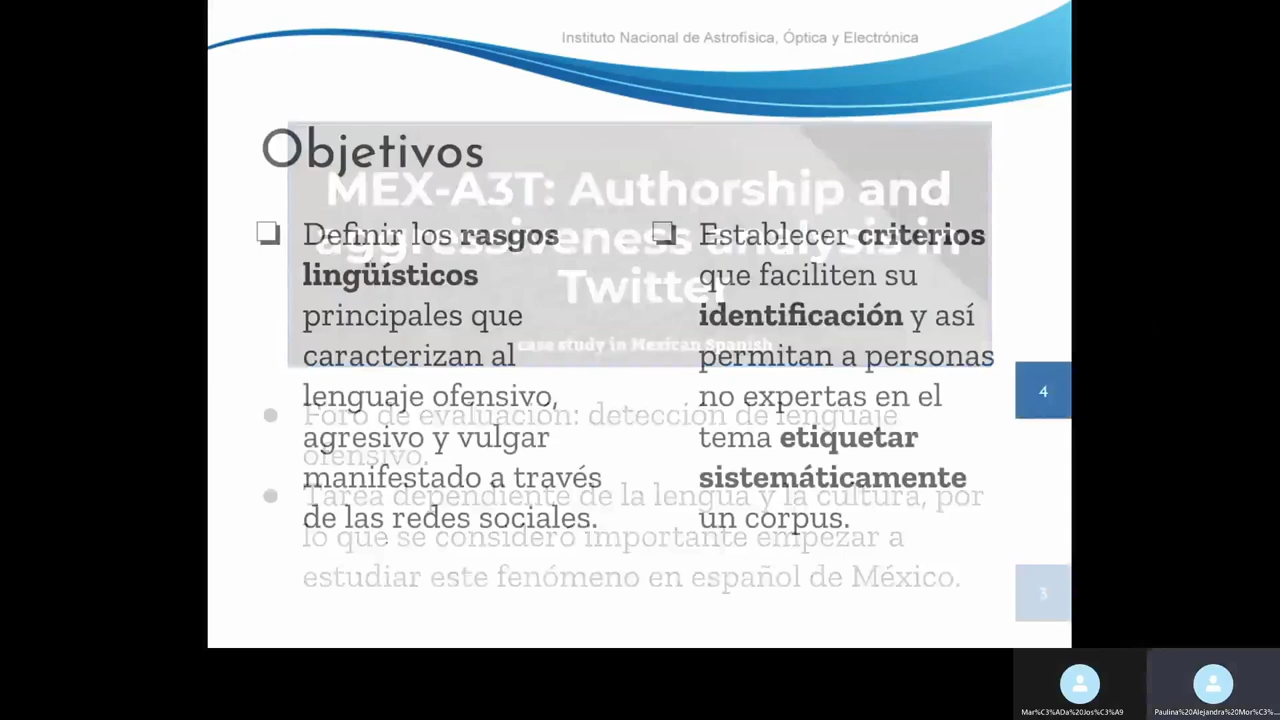 Instituto Nacional de Astrofísica, Óptica y Electrónica
Objetivos
❏ Definir los rasgos
lingüísticos
principales que
caracterizan al
lenguaje ofensivo,
agresivo y vulgar
manifestado a través
de las redes sociales.
❏ Establecer criterios
que faciliten su
identificación y así
permitan a personas
no expertas en el
tema etiquetar
sistemáticamente
un corpus.
4
MEX-A3T: Authorship and
aggressiveness analysis in
Twitter
case study in Mexican Spanish
● Foro de evaluación: detección de lenguaje
ofensivo.
● Tarea dependiente de la lengua y la cultura, por
lo que se consideró importante empezar a
estudiar este fenómeno en español de México.
3
Mar%C3%ADa%20Jos%C3%A9
Paulina%20Alejandra%20Mor%C3%...